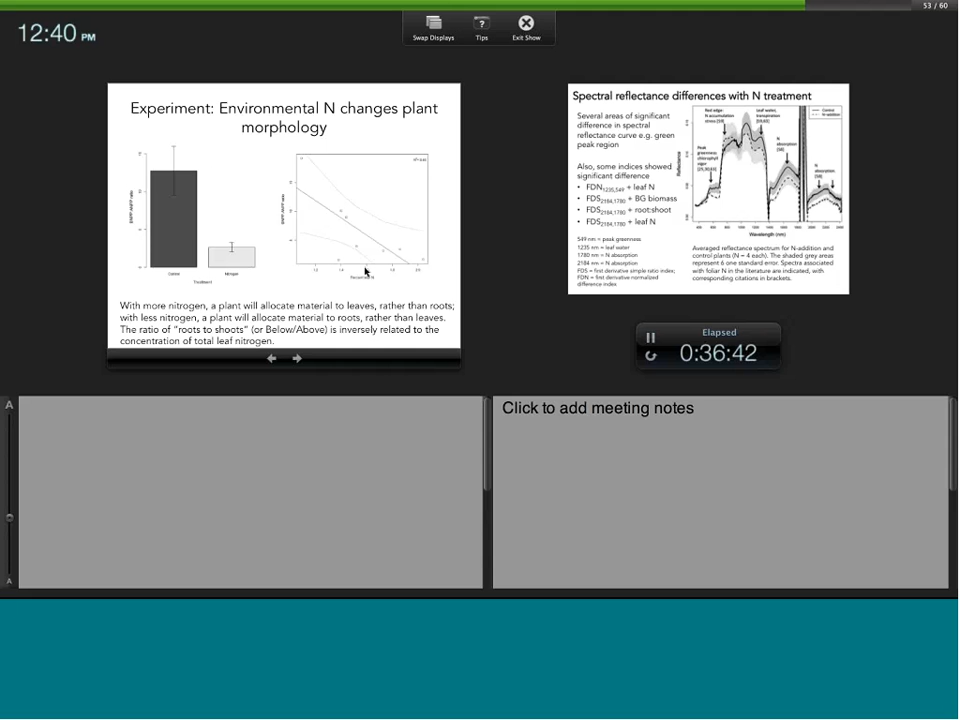 53 / 60
12:40 PM
Swap Displays
Tips
Exit Show
Experiment: Environmental N changes plant
morphology
Control
Nitrogen
Treatment
With more nitrogen, a plant will allocate material to leaves, rather than roots;
with less nitrogen, a plant will allocate material to roots, rather than leaves.
The ratio of “roots to shoots” (or Below/Above) is inversely related to the
concentration of total leaf nitrogen.
Spectral reflectance differences with N treatment
Several areas of significant
difference in spectral
reflectance curve e.g. green
peak region
Also, some indices showed
significant difference
• FDN1235,549 + leaf N
• FDS2184,1780 + BG biomass
• FDS2184,1780 + root:shoot
• FDS2184,1780 + leaf N
549 nm = peak greenness
1235 nm = leaf water
1780 nm = N absorption
2184 nm = N absorption
FDS = first derivative simple ratio index;
FDN = first derivative normalized
difference index
Reflectance
Wavelength (nm)
Averaged reflectance spectrum for N-addition and
control plants (N = 4 each). The shaded grey areas
represent 6 one standard error. Spectra associated
with foliar N in the literature are indicated, with
corresponding citations in brackets.
Elapsed
0:36:42
A
A
Click to add meeting notes